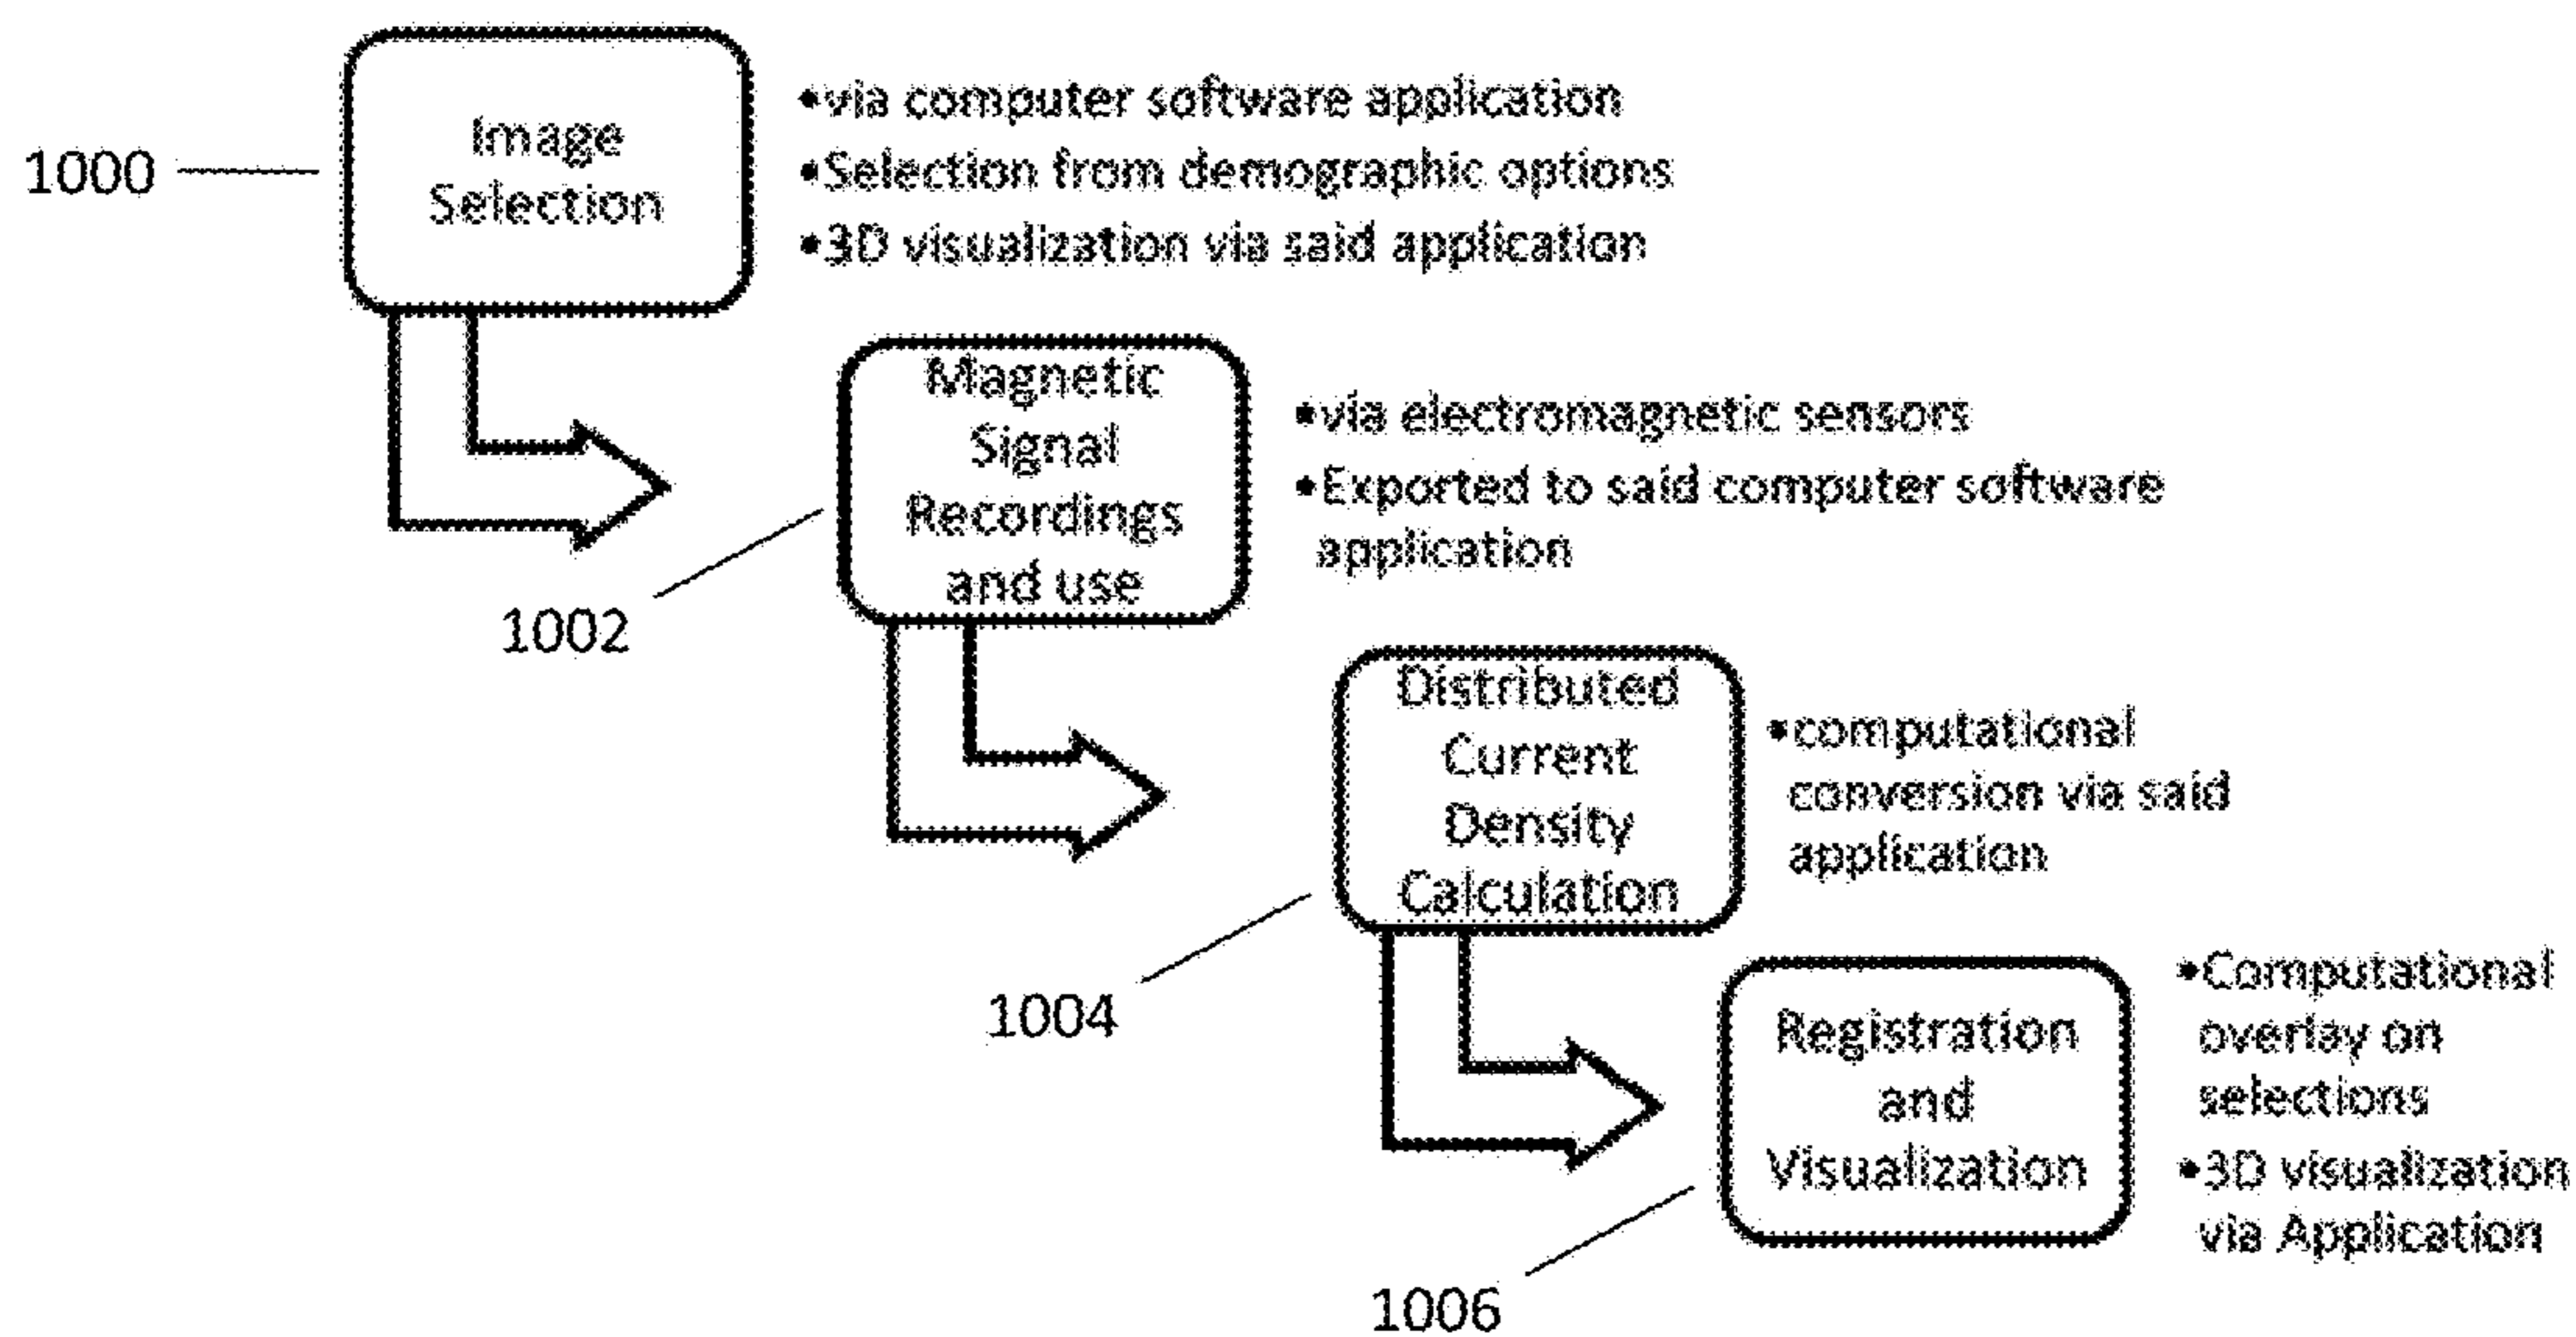 1000
Image
Selection
•via computer software application
•Selection from demographic options
•3D visualization via said application
1002
Magnetic
Signal
Recordings
and use
•via electromagnetic sensors
•Exported to said computer software
application
1004
Distributed
Current
Density
Calculation
•computational
conversion via said
application
1006
Registration
and
Visualization
•Computational
overlay on
selections
•3D visualization
via Application